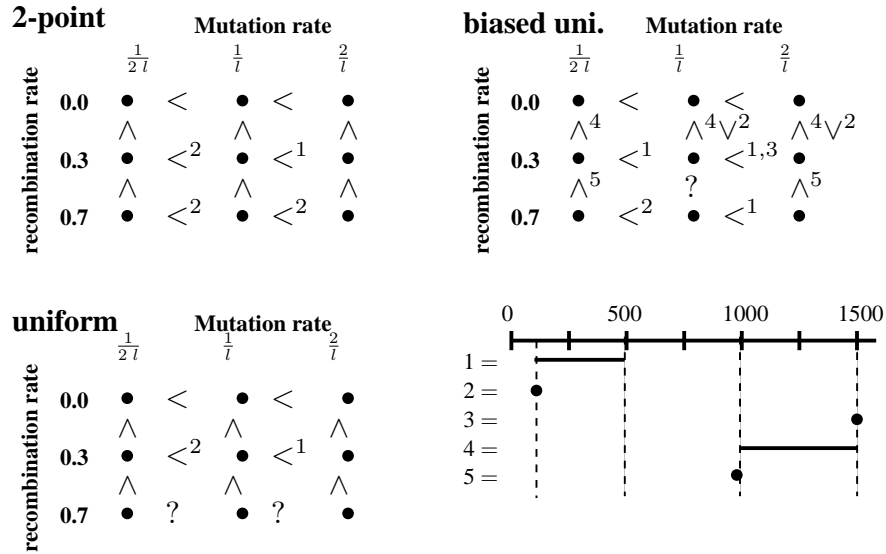 2-point
Mutation rate
1/2 l 1/l 2/l
recombination rate
0.0 • < • < •
∧ ∧ ∧
0.3 • <² • <¹ •
∧ ∧ ∧
0.7 • <² • <² •
biased uni.
Mutation rate
1/2 l 1/l 2/l
recombination rate
0.0 • < • < •
∧⁴ ∧⁴∨² ∧⁴∨²
0.3 • <¹ • <¹,³ •
∧⁵ ? ∧⁵
0.7 • <² • <¹ •
uniform
Mutation rate
1/2 l 1/l 2/l
recombination rate
0.0 • < • < •
∧ ∧ ∧
0.3 • <² • <¹ •
∧ ∧ ∧
0.7 • ? • ? •
0 500 1000 1500
1 =
2 =
3 =
4 =
5 =